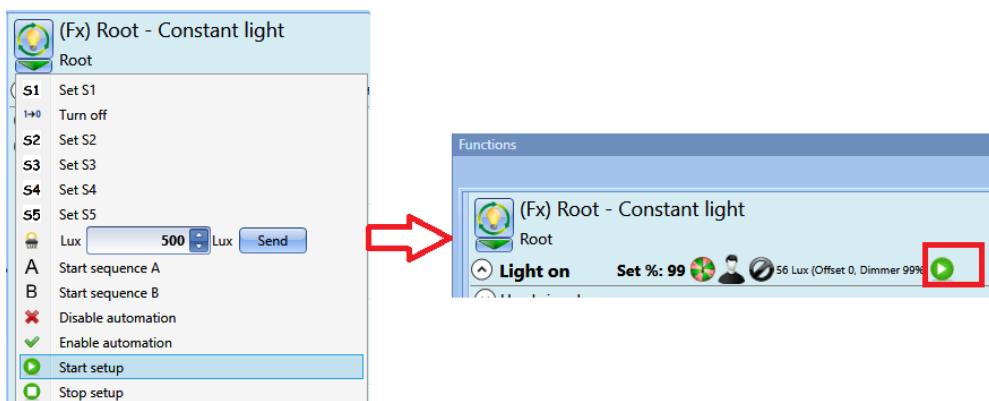 (Fx) Root - Constant light
Root
S1 Set S1
1→0 Turn off
S2 Set S2
S3 Set S3
S4 Set S4
S5 Set S5
Lux 500 Lux Send
A Start sequence A
B Start sequence B
Disable automation
Enable automation
Start setup
Stop setup
Functions
(Fx) Root - Constant light
Root
Light on Set %: 99 56 Lux (Offset 0, Dimmer 99%